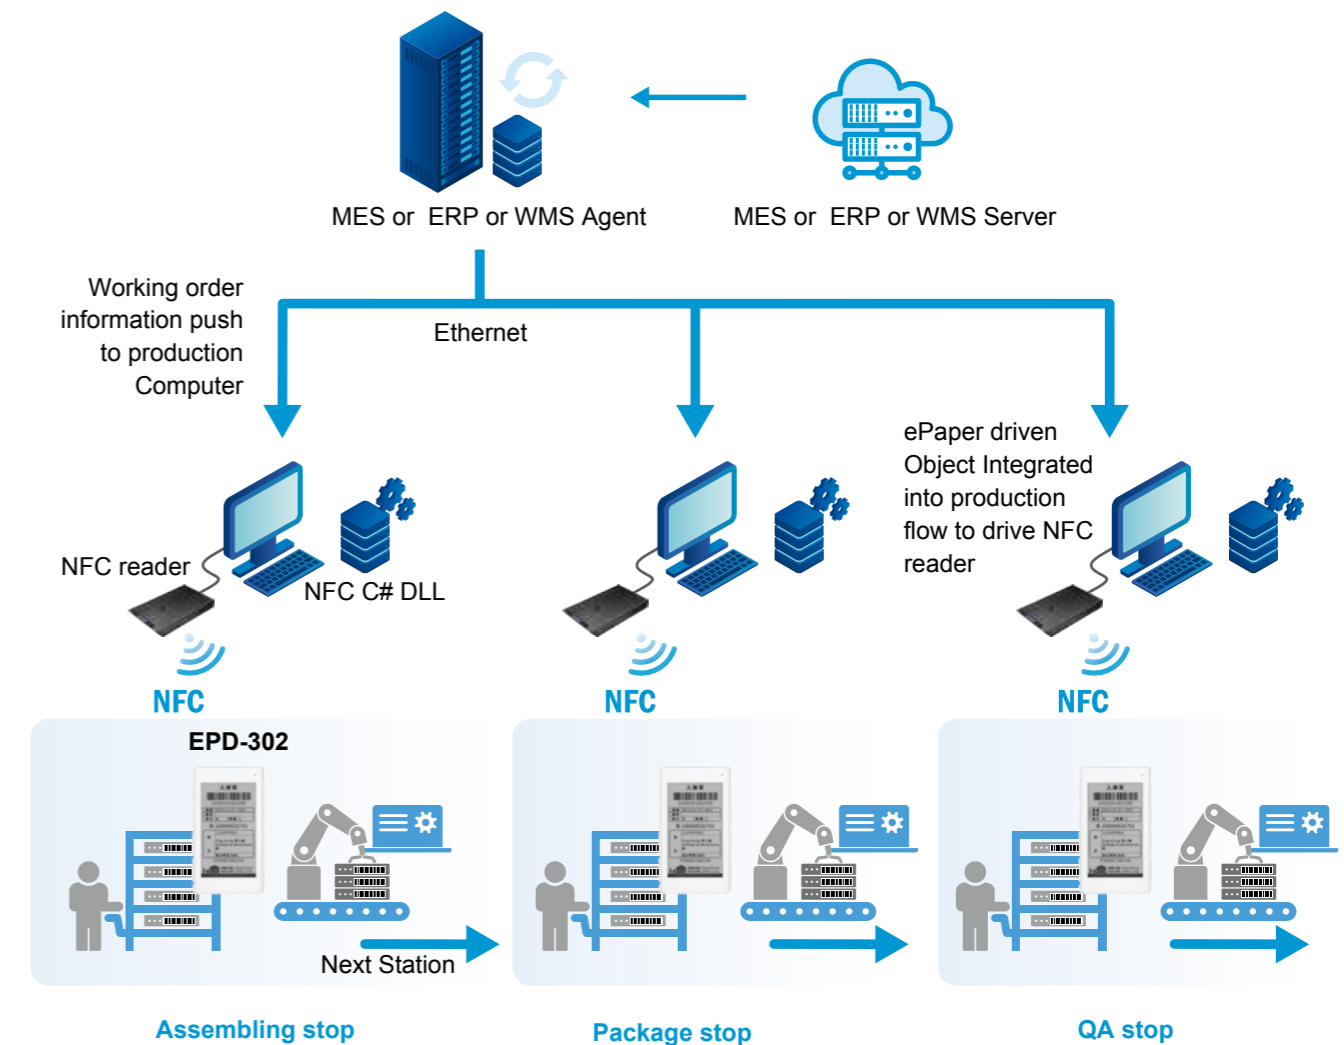 MES or ERP or WMS Agent
MES or ERP or WMS Server
Working order
information push
to production
Computer
Ethernet
ePaper driven
Object Integrated
into production
flow to drive NFC
reader
NFC reader
NFC C# DLL
NFC
NFC
NFC
EPD-302
Next Station
Assembling stop
Package stop
QA stop